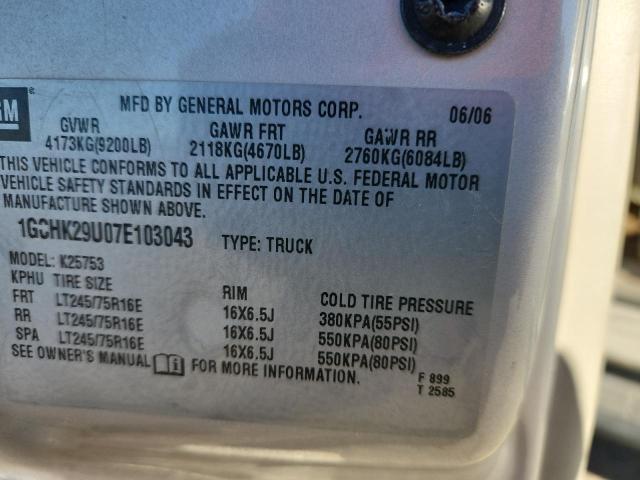 GM ®
MFD BY GENERAL MOTORS CORP. 06/06
GVWR GAWR FRT GAWR RR
4173KG(9200LB) 2118KG(4670LB) 2760KG(6084LB)
THIS VEHICLE CONFORMS TO ALL APPLICABLE U.S. FEDERAL MOTOR
VEHICLE SAFETY STANDARDS IN EFFECT ON THE DATE OF
MANUFACTURE SHOWN ABOVE.
1GCHK29U07E103043 TYPE: TRUCK
MODEL: K25753
KPHU TIRE SIZE RIM COLD TIRE PRESSURE
FRT LT245/75R16E 16X6.5J 380KPA(55PSI)
RR LT245/75R16E 16X6.5J 550KPA(80PSI)
SPA LT245/75R16E 16X6.5J 550KPA(80PSI)
SEE OWNER'S MANUAL FOR MORE INFORMATION.
F 899
T 2585